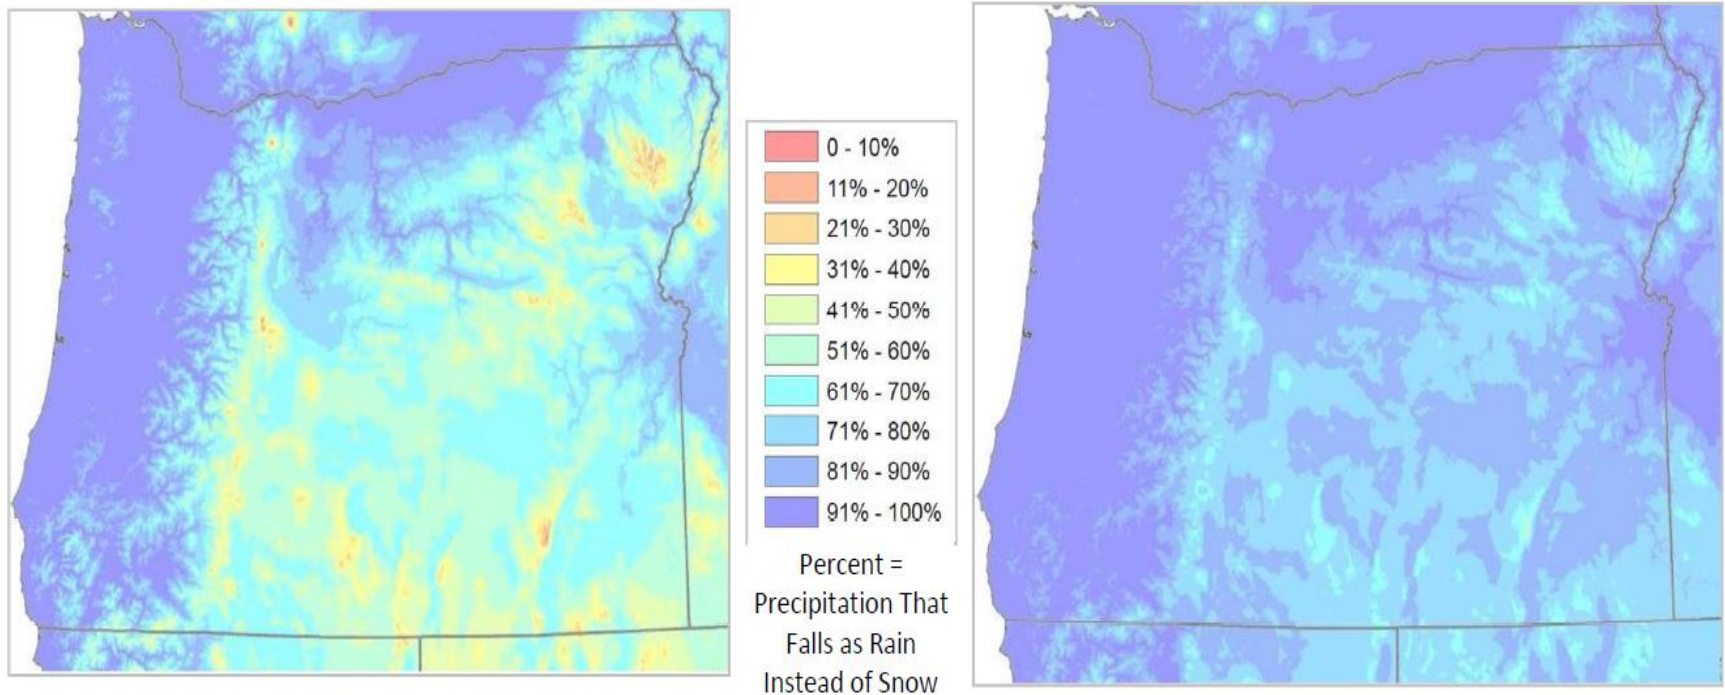 0 - 10%
11% - 20%
21% - 30%
31% - 40%
41% - 50%
51% - 60%
61% - 70%
71% - 80%
81% - 90%
91% - 100%
Percent =
Precipitation That
Falls as Rain
Instead of Snow